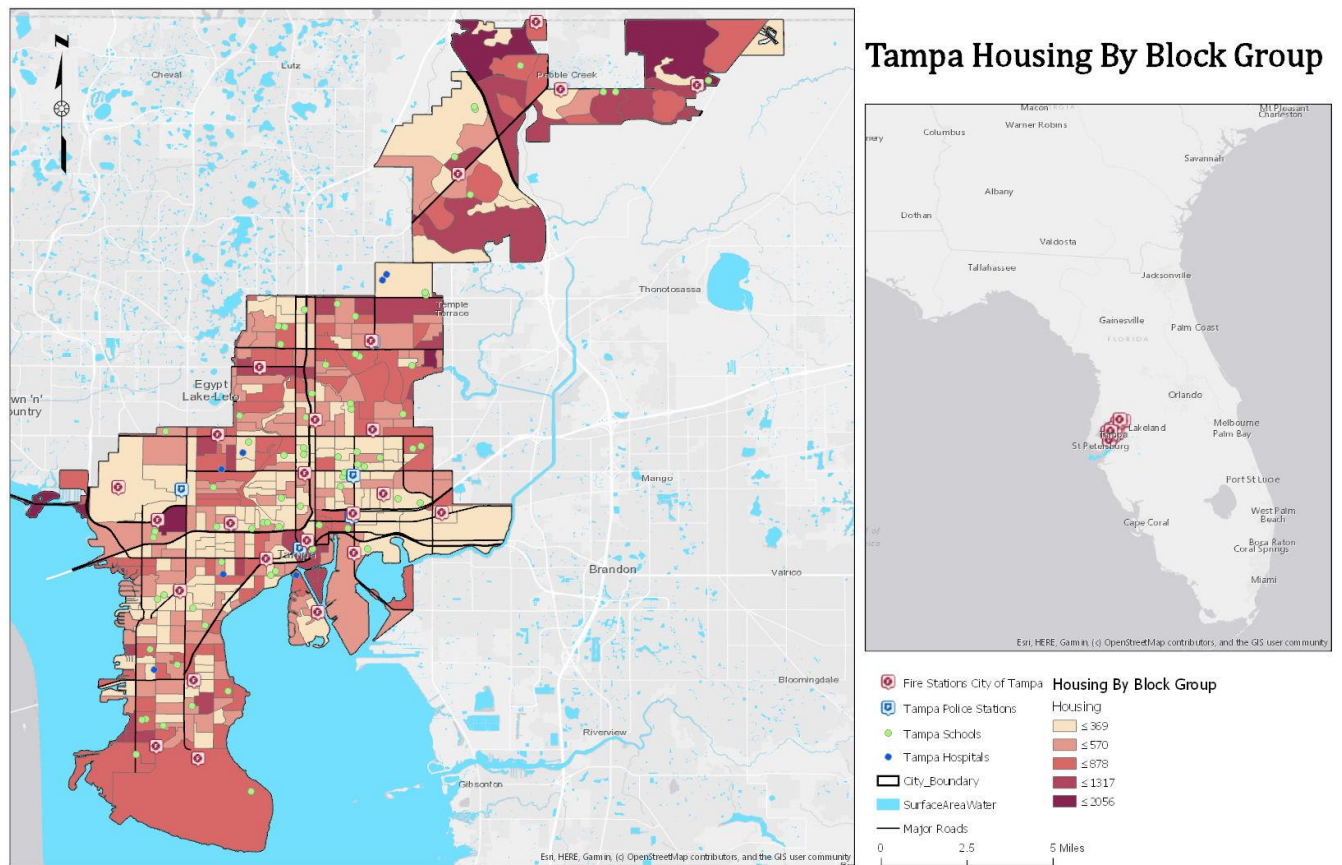 Tampa Housing By Block Group
N
Cheval
Lutz
Pebble Creek
Thonotosassa
Temple
Terrace
Egypt
Lake-Leto
own 'n'
ountry
Mango
Tampa
Brandon
Valrico
Bloomingdale
Riverview
Gibsonton
Esri, HERE, Garmin, (c) OpenStreetMap contributors, and the GIS user community
Macon
Mt Pleasant
Charleston
Columbus
Warner Robins
Savannah
Albany
Dothan
Valdosta
Tallahassee
Jacksonville
Gainesville
Palm Coast
FLORIDA
Orlando
Melbourne
Palm Bay
Lakeland
Tampa
St Petersburg
Port St Lucie
West Palm
Beach
Cape Coral
Boca Raton
Coral Springs
Miami
Esri, HERE, Garmin, (c) OpenStreetMap contributors, and the GIS user community
Fire Stations City of Tampa
Tampa Police Stations
Tampa Schools
Tampa Hospitals
City_Boundary
SurfaceAreaWater
Major Roads
Housing By Block Group
Housing
≤369
≤570
≤878
≤1317
≤2056
0 2.5 5 Miles